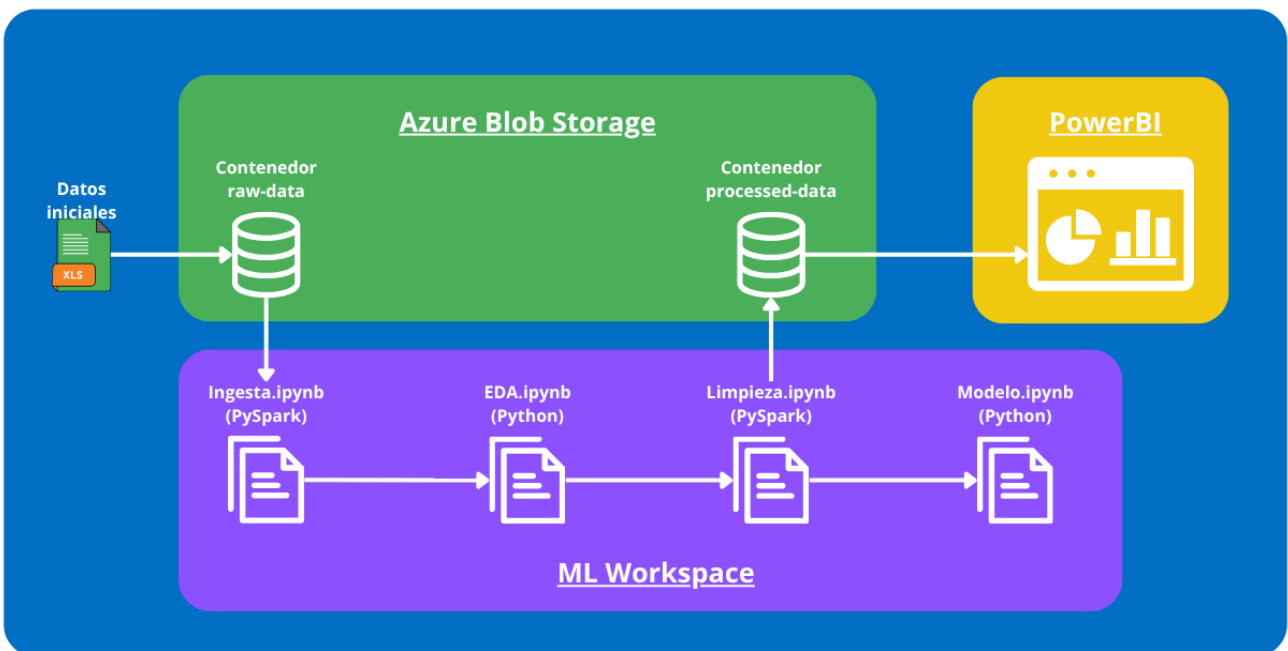 Azure Blob Storage
PowerBI
Contenedor
raw-data
Contenedor
processed-data
Datos
iniciales
XLS
Ingesta.ipynb
(PySpark)
EDA.ipynb
(Python)
Limpieza.ipynb
(PySpark)
Modelo.ipynb
(Python)
ML Workspace